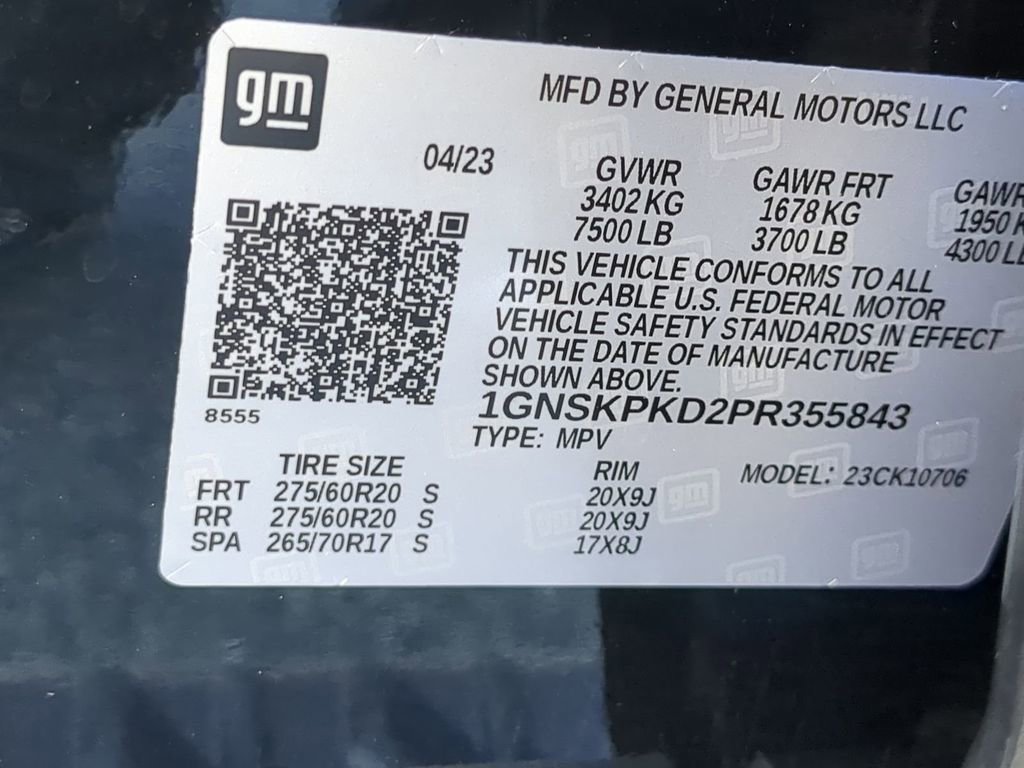 gm
MFD BY GENERAL MOTORS LLC
04/23
GVWR GAWR FRT GAWR
3402 KG 1678 KG 1950
7500 LB 3700 LB 4300
THIS VEHICLE CONFORMS TO ALL
APPLICABLE U.S. FEDERAL MOTOR
VEHICLE SAFETY STANDARDS IN EFFECT
ON THE DATE OF MANUFACTURE
SHOWN ABOVE.
8555
1GNSKPKD2PR355843
TYPE: MPV
TIRE SIZE RIM MODEL: 23CK10706
FRT 275/60R20 S 20X9J
RR 275/60R20 S 20X9J
SPA 265/70R17 S 17X8J